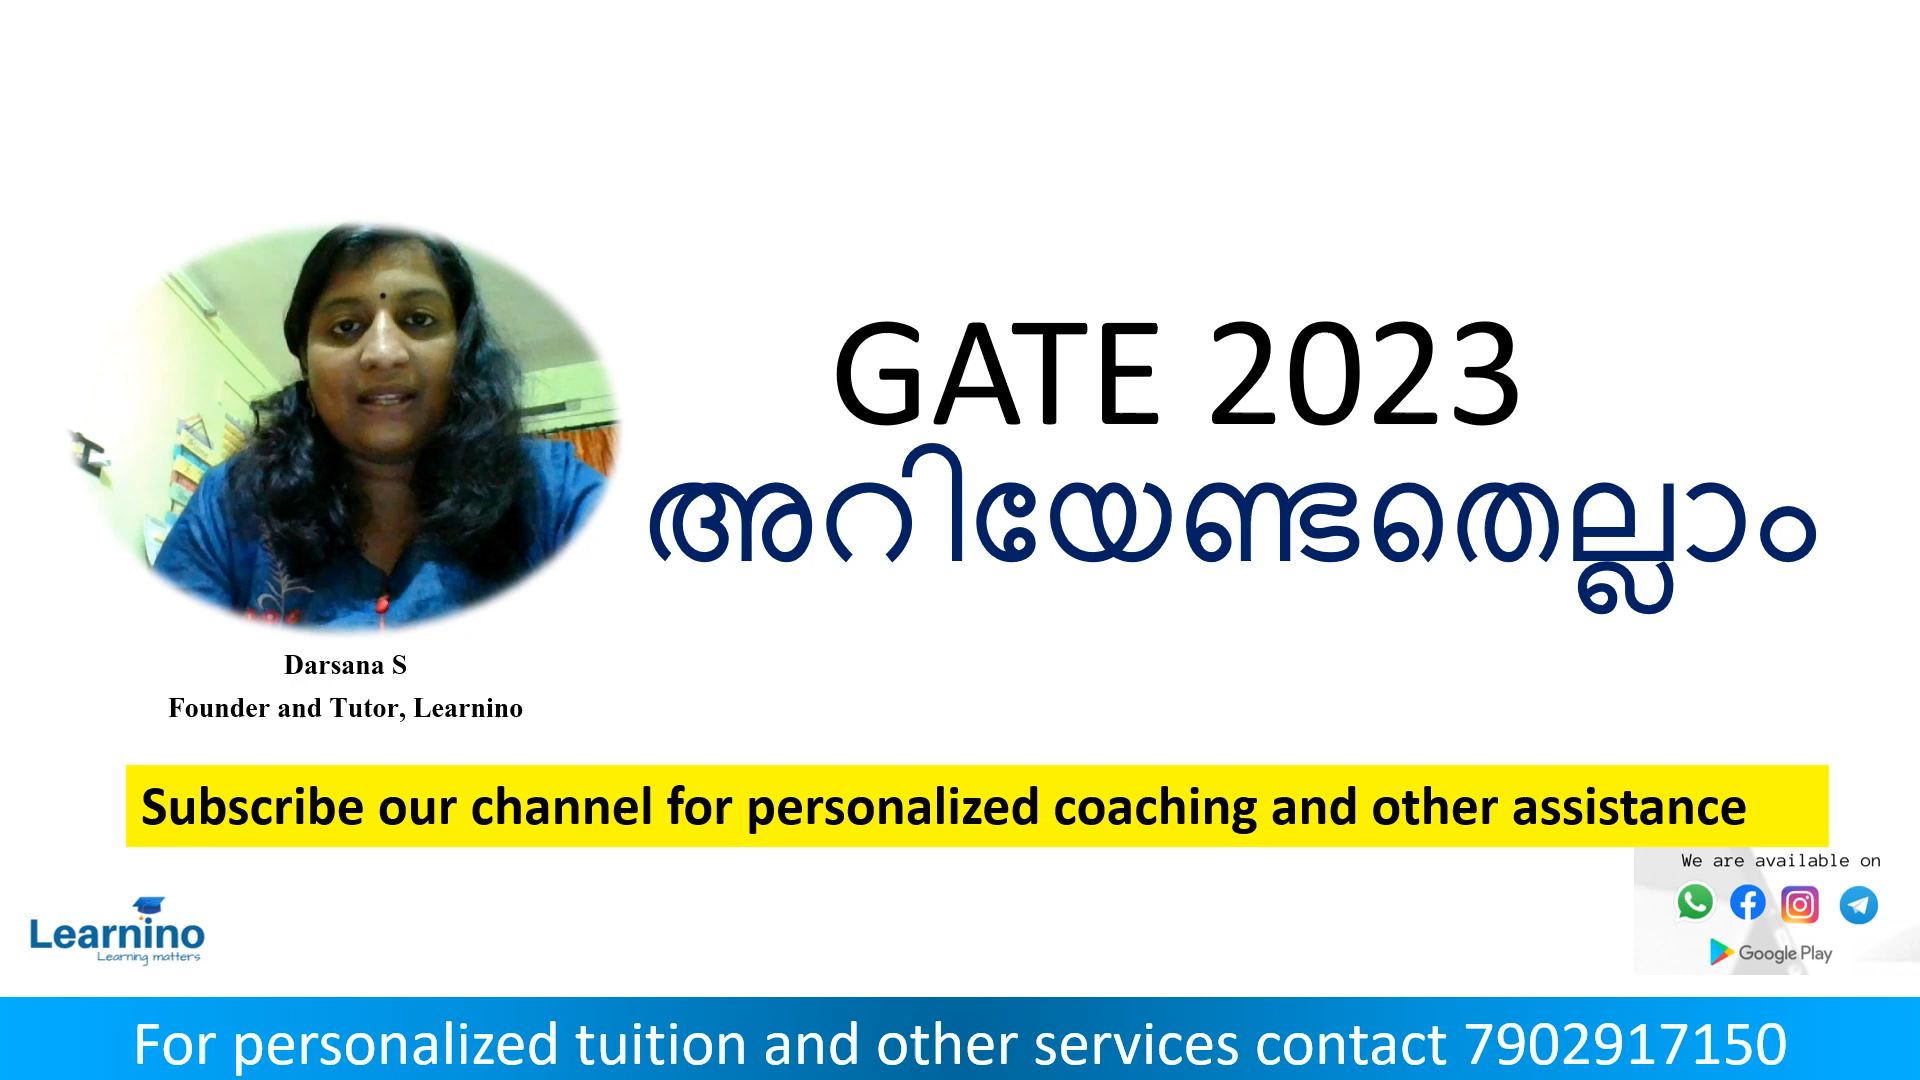 GATE 2023
അറിയേണ്ടതെല്ലാം
Darsana S
Founder and Tutor, Learnino
Subscribe our channel for personalized coaching and other assistance
We are available on
Google Play
Learnino
Learning matters
For personalized tuition and other services contact 7902917150